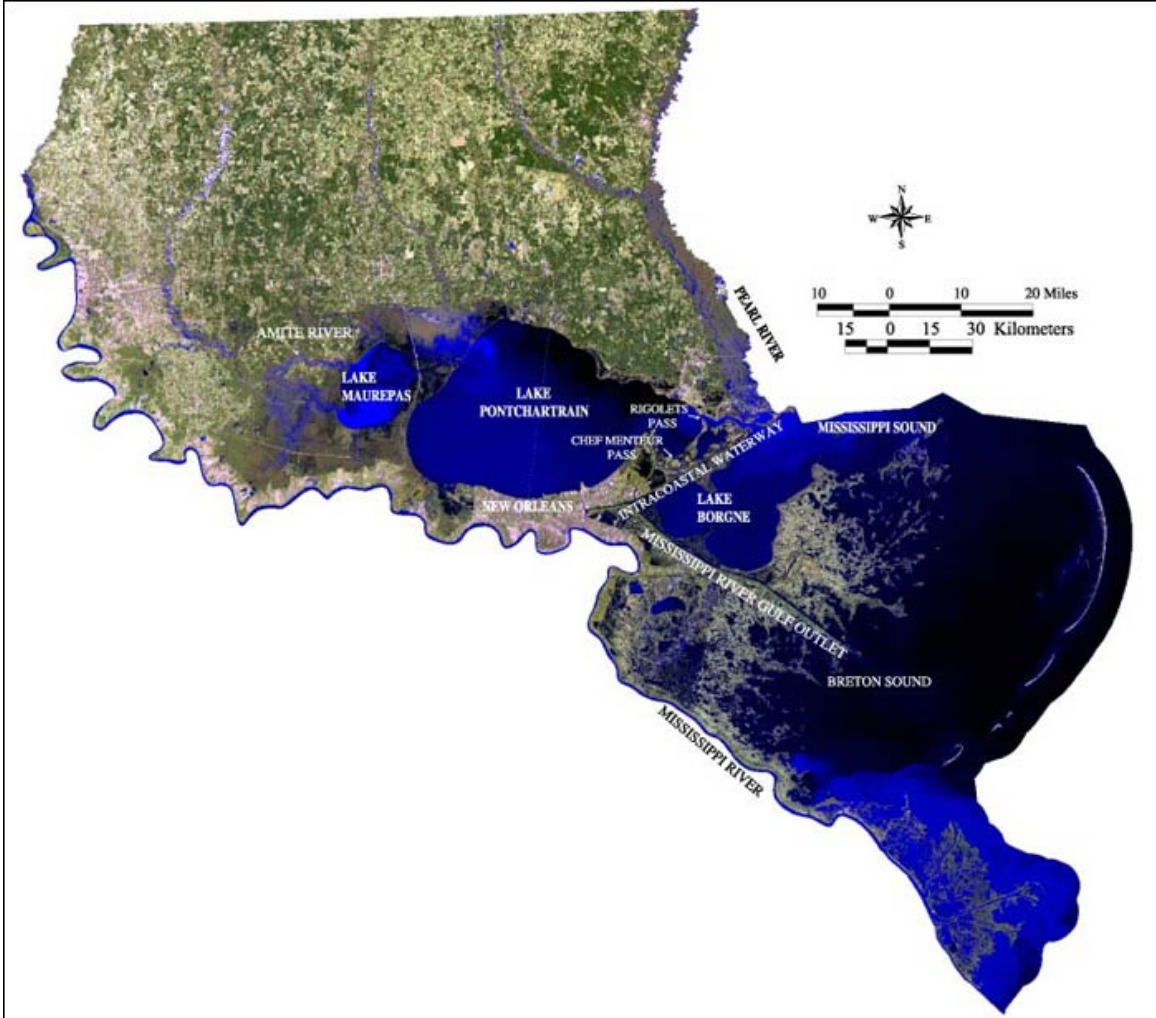 N
W E
S
10 0 10 20 Miles
15 0 15 30 Kilometers
PEARL RIVER
AMITE RIVER
LAKE
MAUREPAS
LAKE
PONTCHARTRAIN
RIGOLETS
PASS
CHEF MENTEUR
PASS
MISSISSIPPI SOUND
INTRACOASTAL WATERWAY
NEW ORLEANS
LAKE
BORGNE
MISSISSIPPI RIVER GULF OUTLET
BRETON SOUND
MISSISSIPPI RIVER